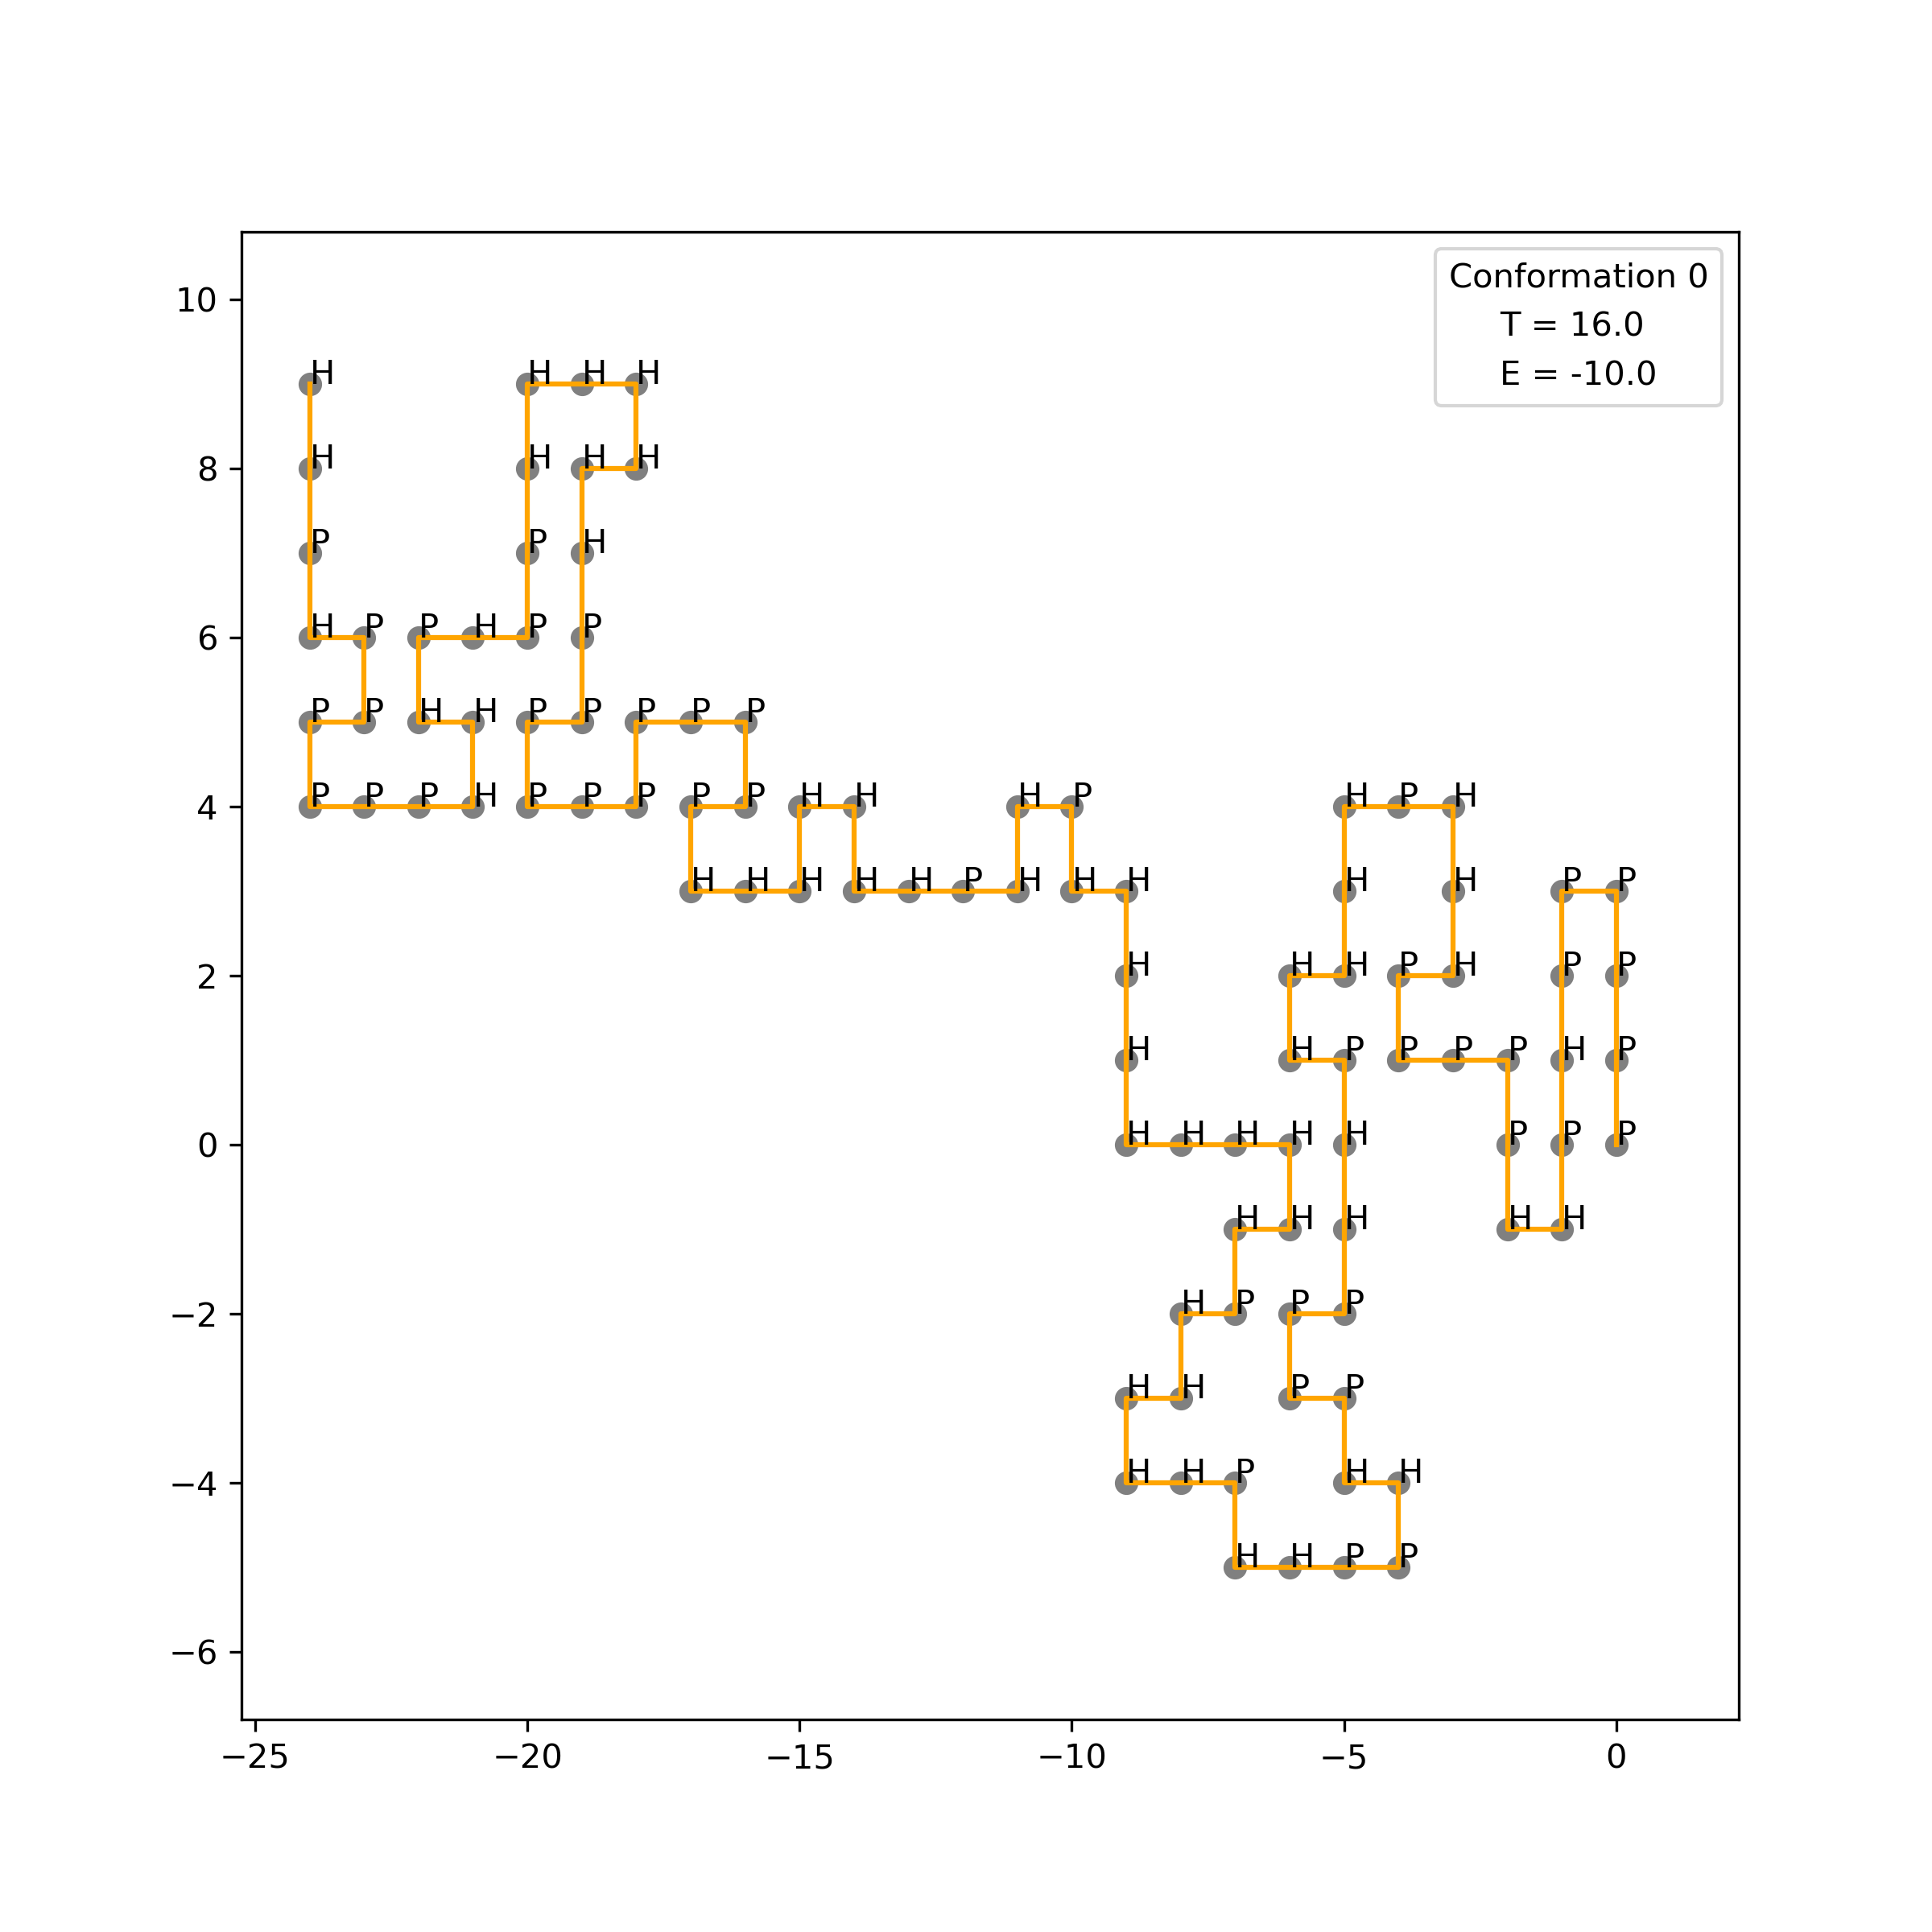 Conformation 0
T = 16.0
E = -10.0
10
H H H H
8
H H H H
P P H
6
H P P H P P
P P H H P P P P P
4
P P P H P P P P P H H H P H P H
H H H H H P H H H H H P P
2
H H H P H P P
H H P P P P H P
0
H H H H H P P P
H H H H H
−2
H P P P
H H P P
−4
H H P H H
H H P P
−6
−25 −20 −15 −10 −5 0